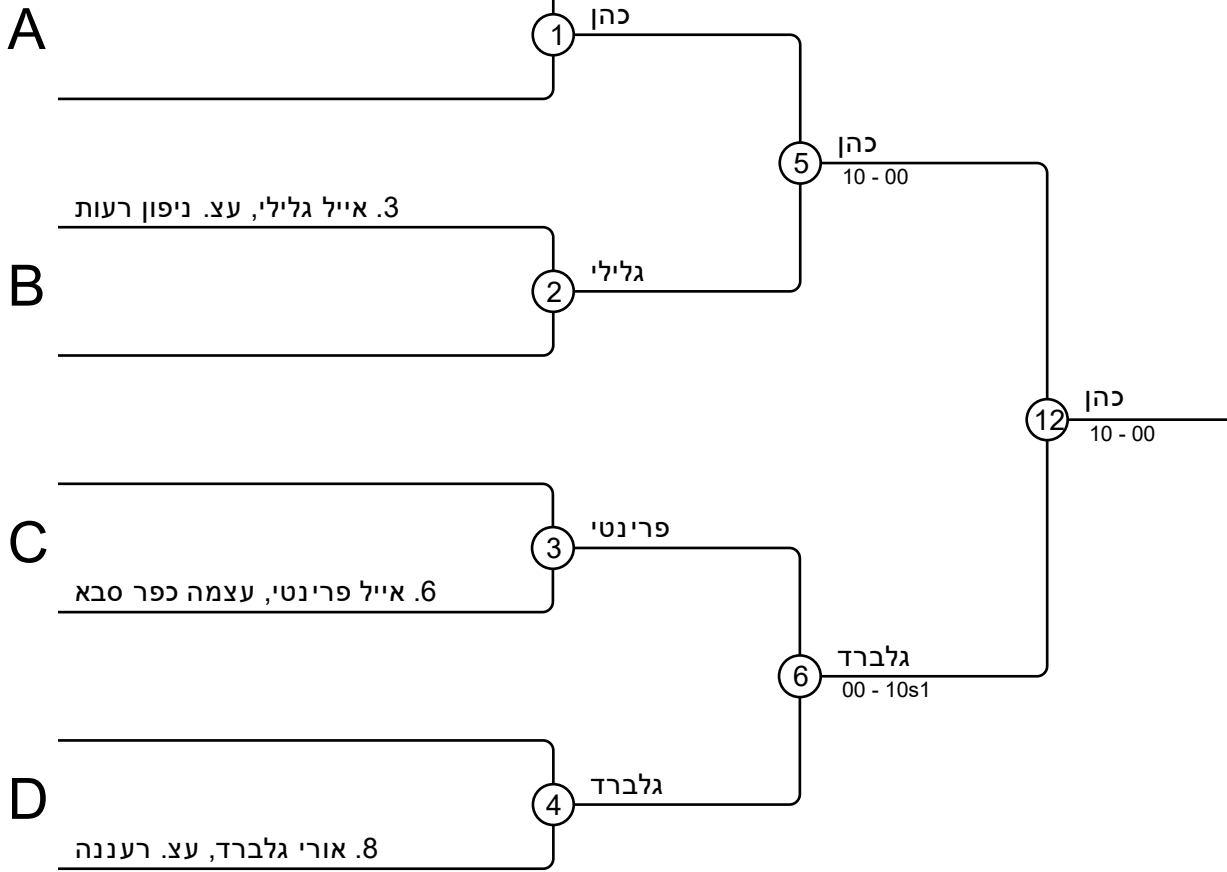 A
1
כהן
5
כהן
10 - 00
3. אייל גלילי, עצ. ניפון רעות
B
2
גלילי
12
כהן
10 - 00
C
3
פרינטי
6. אייל פרינטי, עצמה כפר סבא
6
גלברד
00 - 10s1
D
4
גלברד
8. אורי גלברד, עצ. רעננה